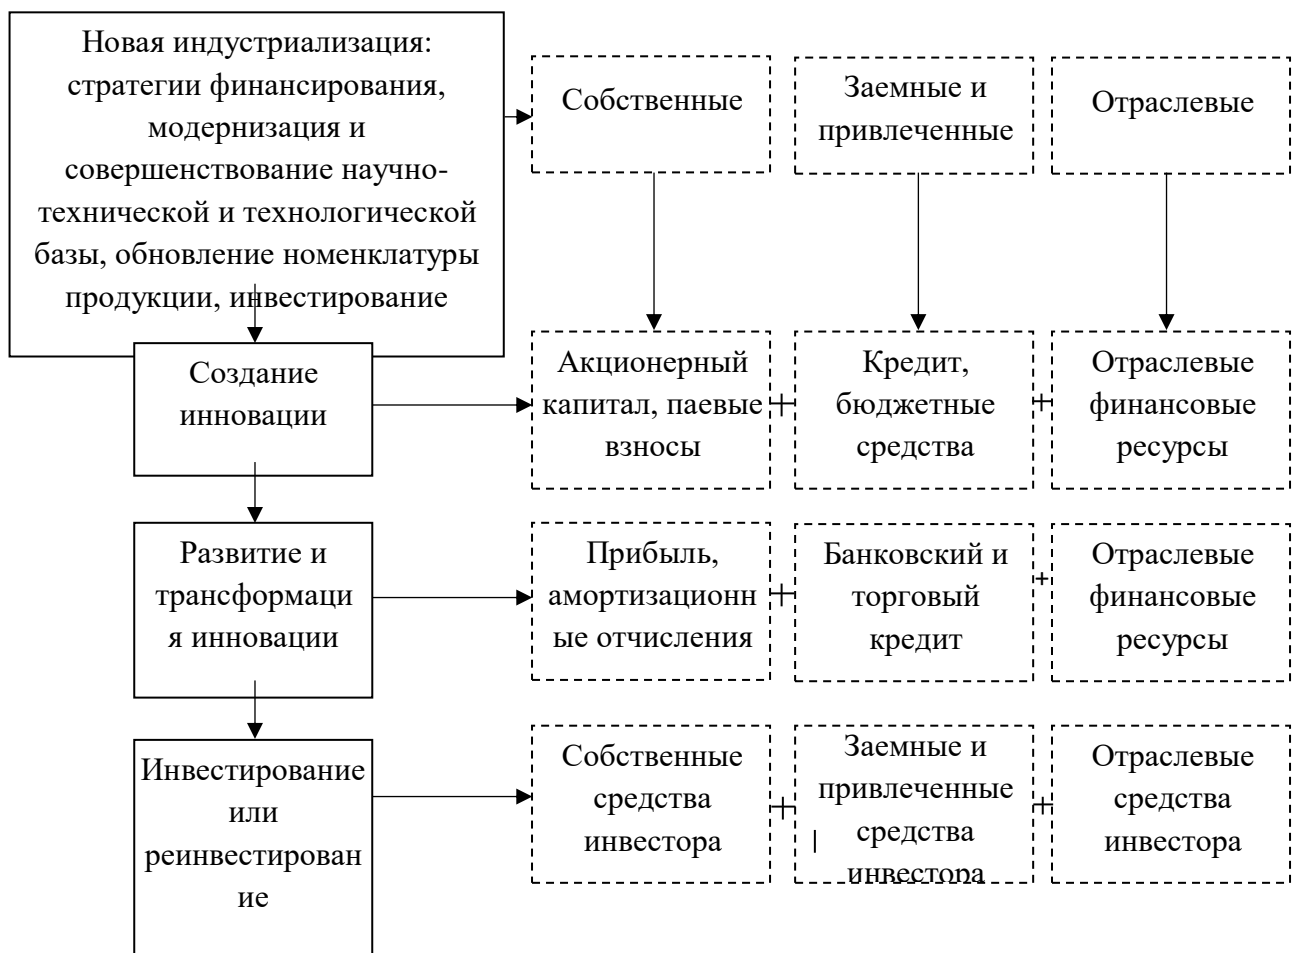 Новая индустриализация:
стратегии финансирования,
модернизация и
совершенствование научно-
технической и технологической
базы, обновление номенклатуры
продукции, инвестирование
Собственные
Заемные и
привлеченные
Отраслевые
Создание
инновации
Акционерный
капитал, паевые
взносы
+
Кредит,
бюджетные
средства
+
Отраслевые
финансовые
ресурсы
Развитие и
трансформаци
я инновации
Прибыль,
амортизационн
ые отчисления
+
Банковский и
торговый
кредит
+
Отраслевые
финансовые
ресурсы
Инвестирование
или
реинвестирован
ие
Собственные
средства
инвестора
+
Заемные и
привлеченные
средства
инвестора
+
Отраслевые
средства
инвестора